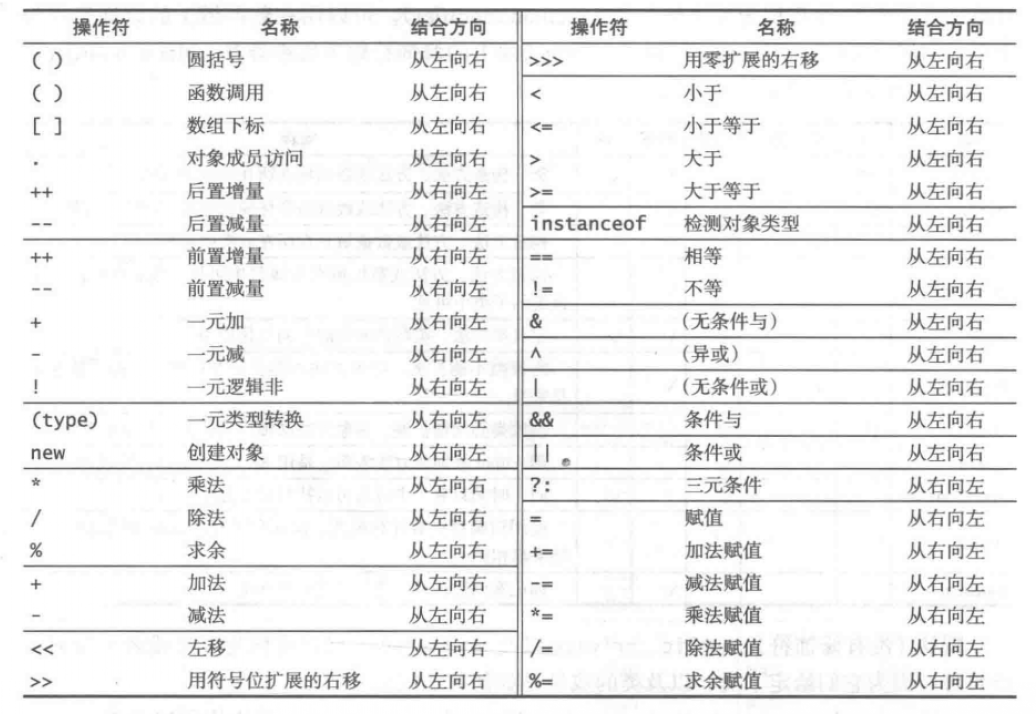 操作符 名称 结合方向 操作符 名称 结合方向
( ) 圆括号 从左向右 >>> 用零扩展的右移 从左向右
( ) 函数调用 从左向右 < 小于 从左向右
[ ] 数组下标 从左向右 <= 小于等于 从左向右
. 对象成员访问 从左向右 > 大于 从左向右
++ 后置增量 从右向左 >= 大于等于 从左向右
-- 后置减量 从右向左 instanceof 检测对象类型 从左向右
++ 前置增量 从右向左 == 相等 从左向右
-- 前置减量 从右向左 != 不等 从左向右
+ 一元加 从右向左 & (无条件与) 从左向右
- 一元减 从右向左 ^ (异或) 从左向右
! 一元逻辑非 从右向左 | (无条件或) 从左向右
(type) 一元类型转换 从右向左 && 条件与 从左向右
new 创建对象 从右向左 || 条件或 从左向右
* 乘法 从左向右 ?: 三元条件 从右向左
/ 除法 从左向右 = 赋值 从右向左
% 求余 从左向右 += 加法赋值 从右向左
+ 加法 从左向右 -= 减法赋值 从右向左
- 减法 从左向右 *= 乘法赋值 从右向左
<< 左移 从左向右 /= 除法赋值 从右向左
>> 用符号位扩展的右移 从左向右 %= 求余赋值 从右向左